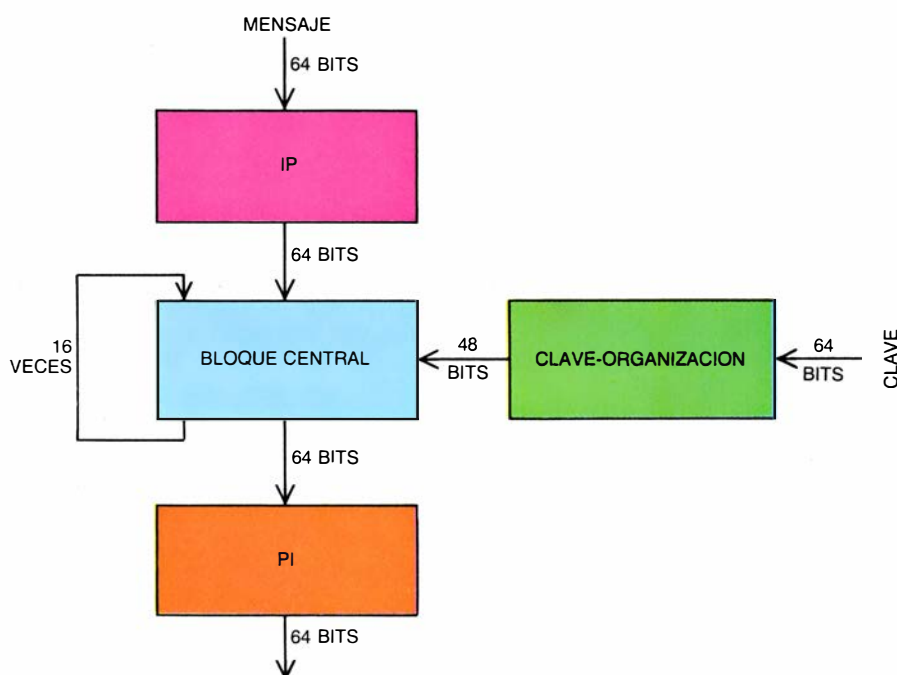 MENSAJE
64 BITS
IP
64 BITS
16
VECES
BLOQUE CENTRAL
48
BITS
CLAVE-ORGANIZACION
64
BITS
CLAVE
64 BITS
PI
64 BITS